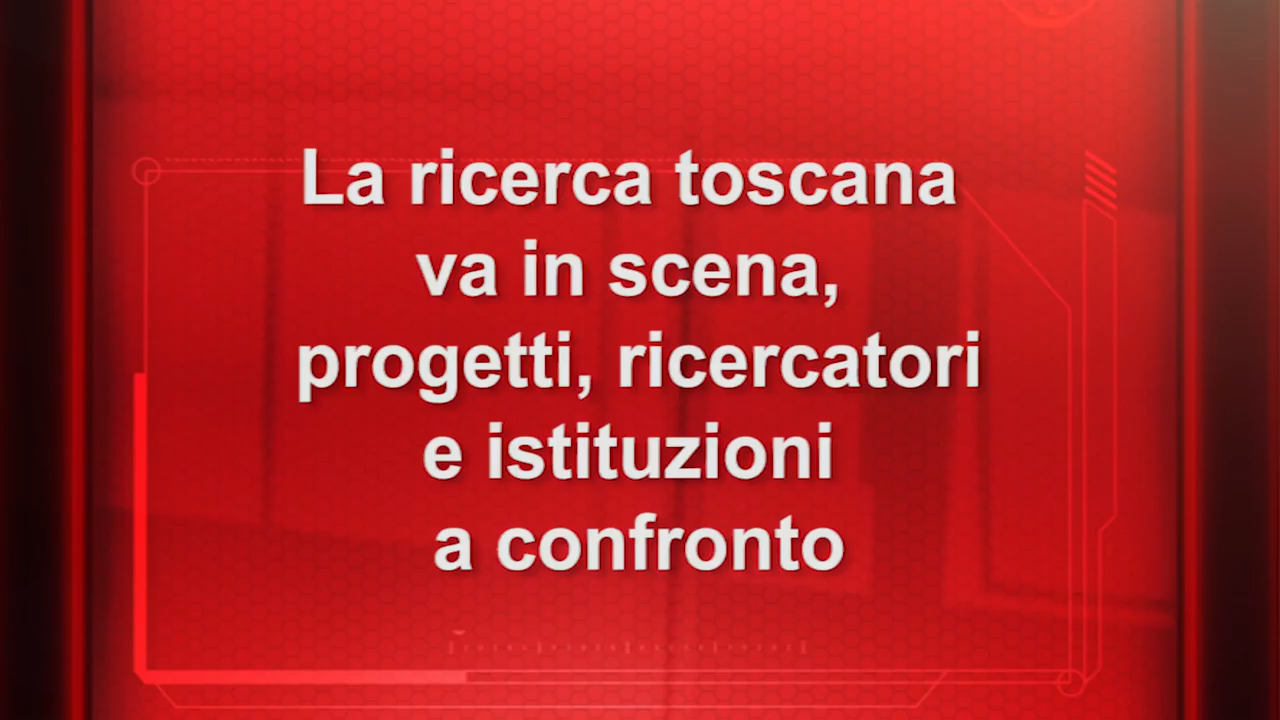 La ricerca toscana
va in scena,
progetti, ricercatori
e istituzioni
a confronto